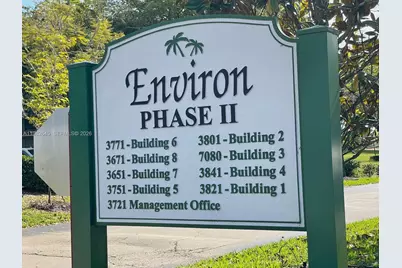 Environ
PHASE II
3771 - Building 6 3801 - Building 2
3671 - Building 8 7080 - Building 3
3651 - Building 7 3841 - Building 4
3751 - Building 5 3821 - Building 1
3721 Management Office